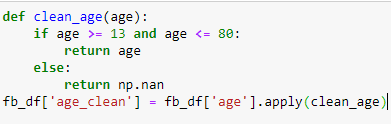 def clean_age(age):
    if age >= 13 and age <= 80:
        return age
    else:
        return np.nan
fb_df['age_clean'] = fb_df['age'].apply(clean_age)